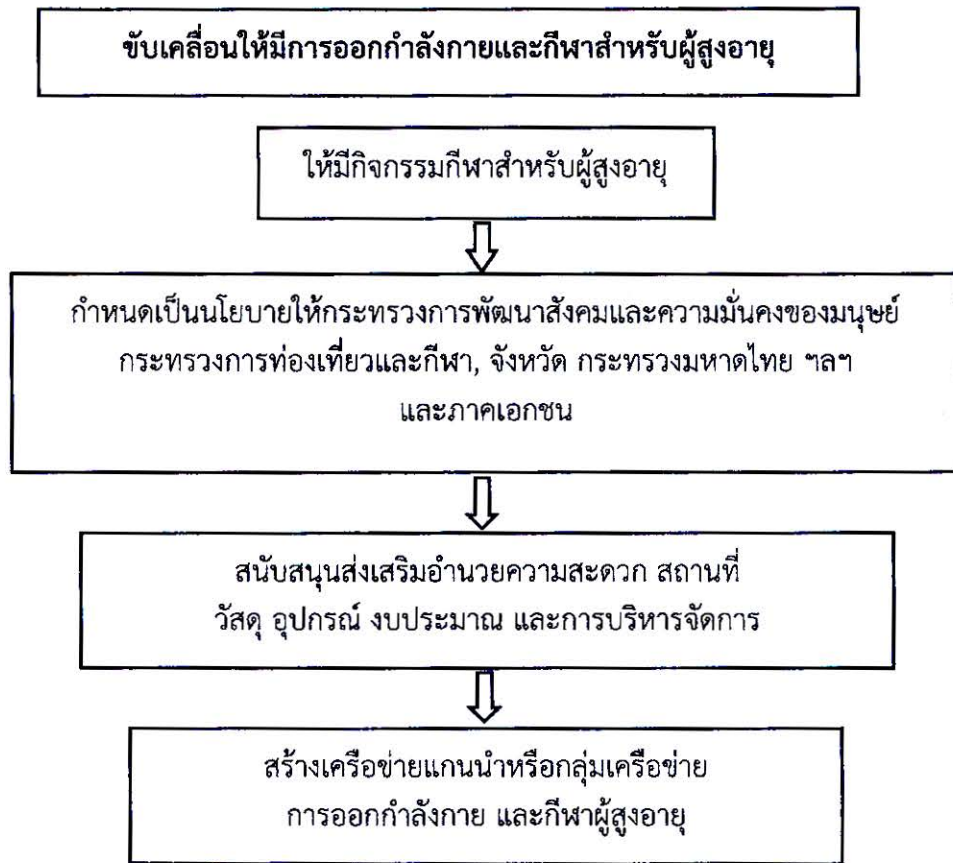 ขับเคลื่อนให้มีการออกกำลังกายและกีฬาสำหรับผู้สูงอายุ
ให้มีกิจกรรมกีฬาสำหรับผู้สูงอายุ
กำหนดเป็นนโยบายให้กระทรวงการพัฒนาสังคมและความมั่นคงของมนุษย์
กระทรวงการท่องเที่ยวและกีฬา, จังหวัด กระทรวงมหาดไทย ฯลฯ
และภาคเอกชน
สนับสนุนส่งเสริมอำนวยความสะดวก สถานที่
วัสดุ อุปกรณ์ งบประมาณ และการบริหารจัดการ
สร้างเครือข่ายแกนนำหรือกลุ่มเครือข่าย
การออกกำลังกาย และกีฬาผู้สูงอายุ